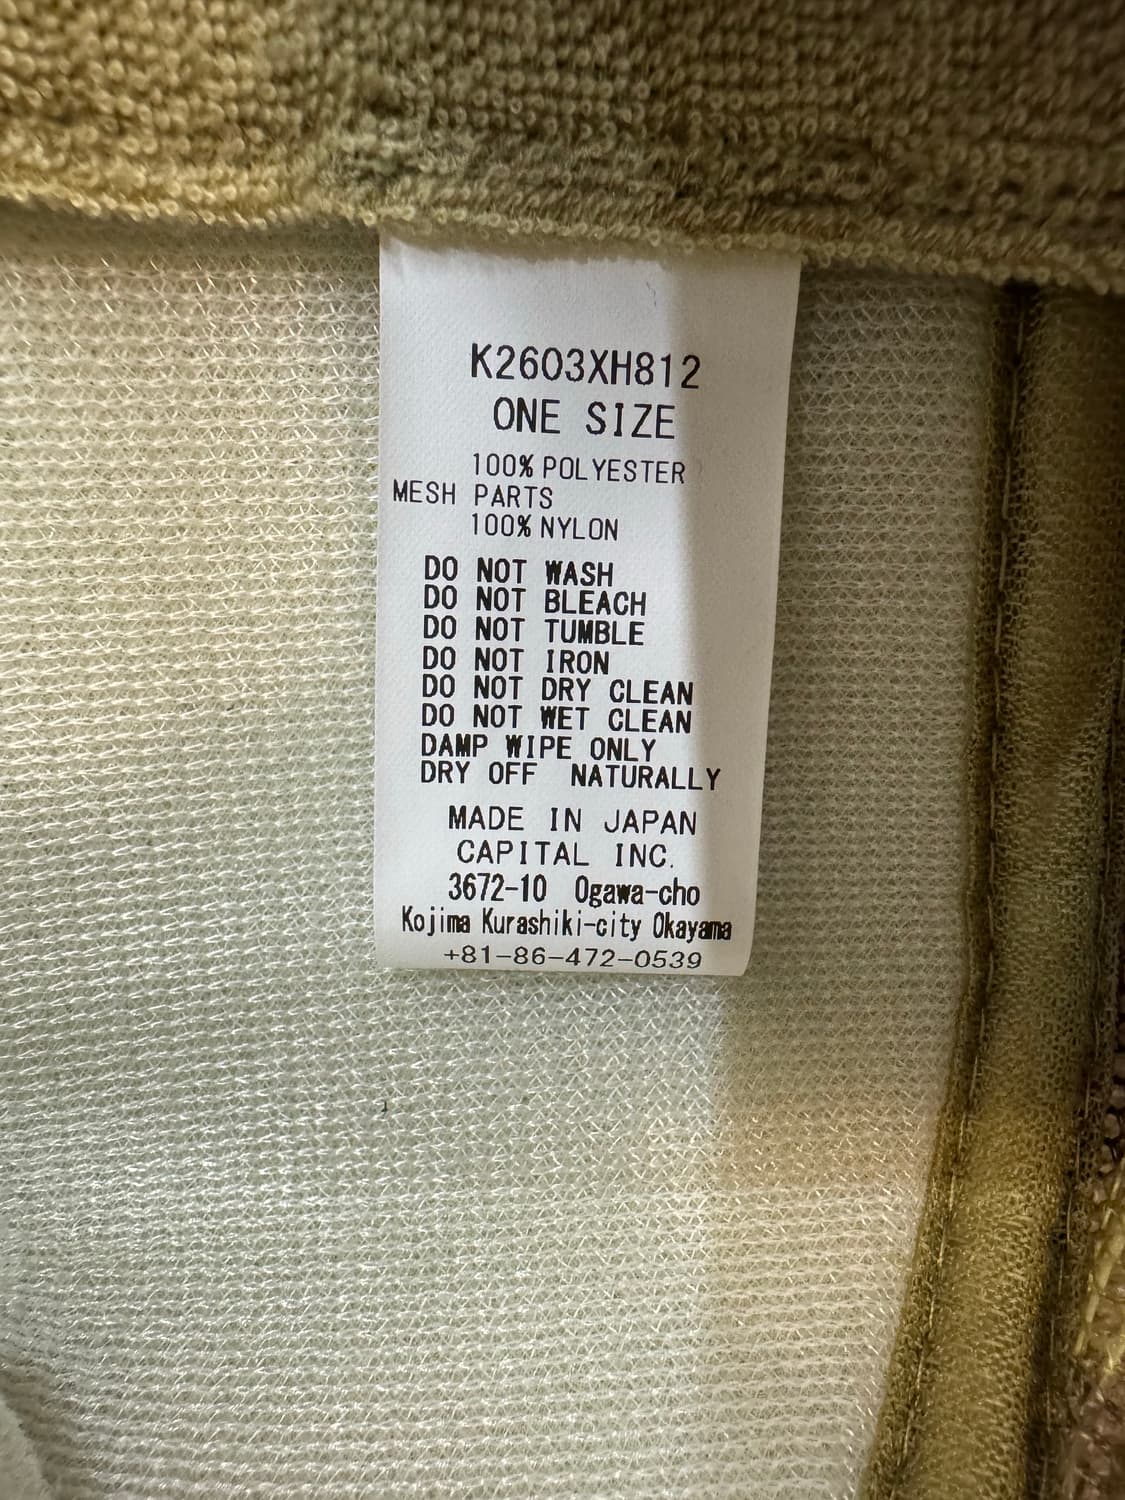 K2603XH812
ONE SIZE
100% POLYESTER
MESH PARTS
100% NYLON
DO NOT WASH
DO NOT BLEACH
DO NOT TUMBLE
DO NOT IRON
DO NOT DRY CLEAN
DO NOT WET CLEAN
DAMP WIPE ONLY
DRY OFF NATURALLY
MADE IN JAPAN
CAPITAL INC.
3672-10 Ogawa-cho
Kojima Kurashiki-city Okayama
+81-86-472-0539